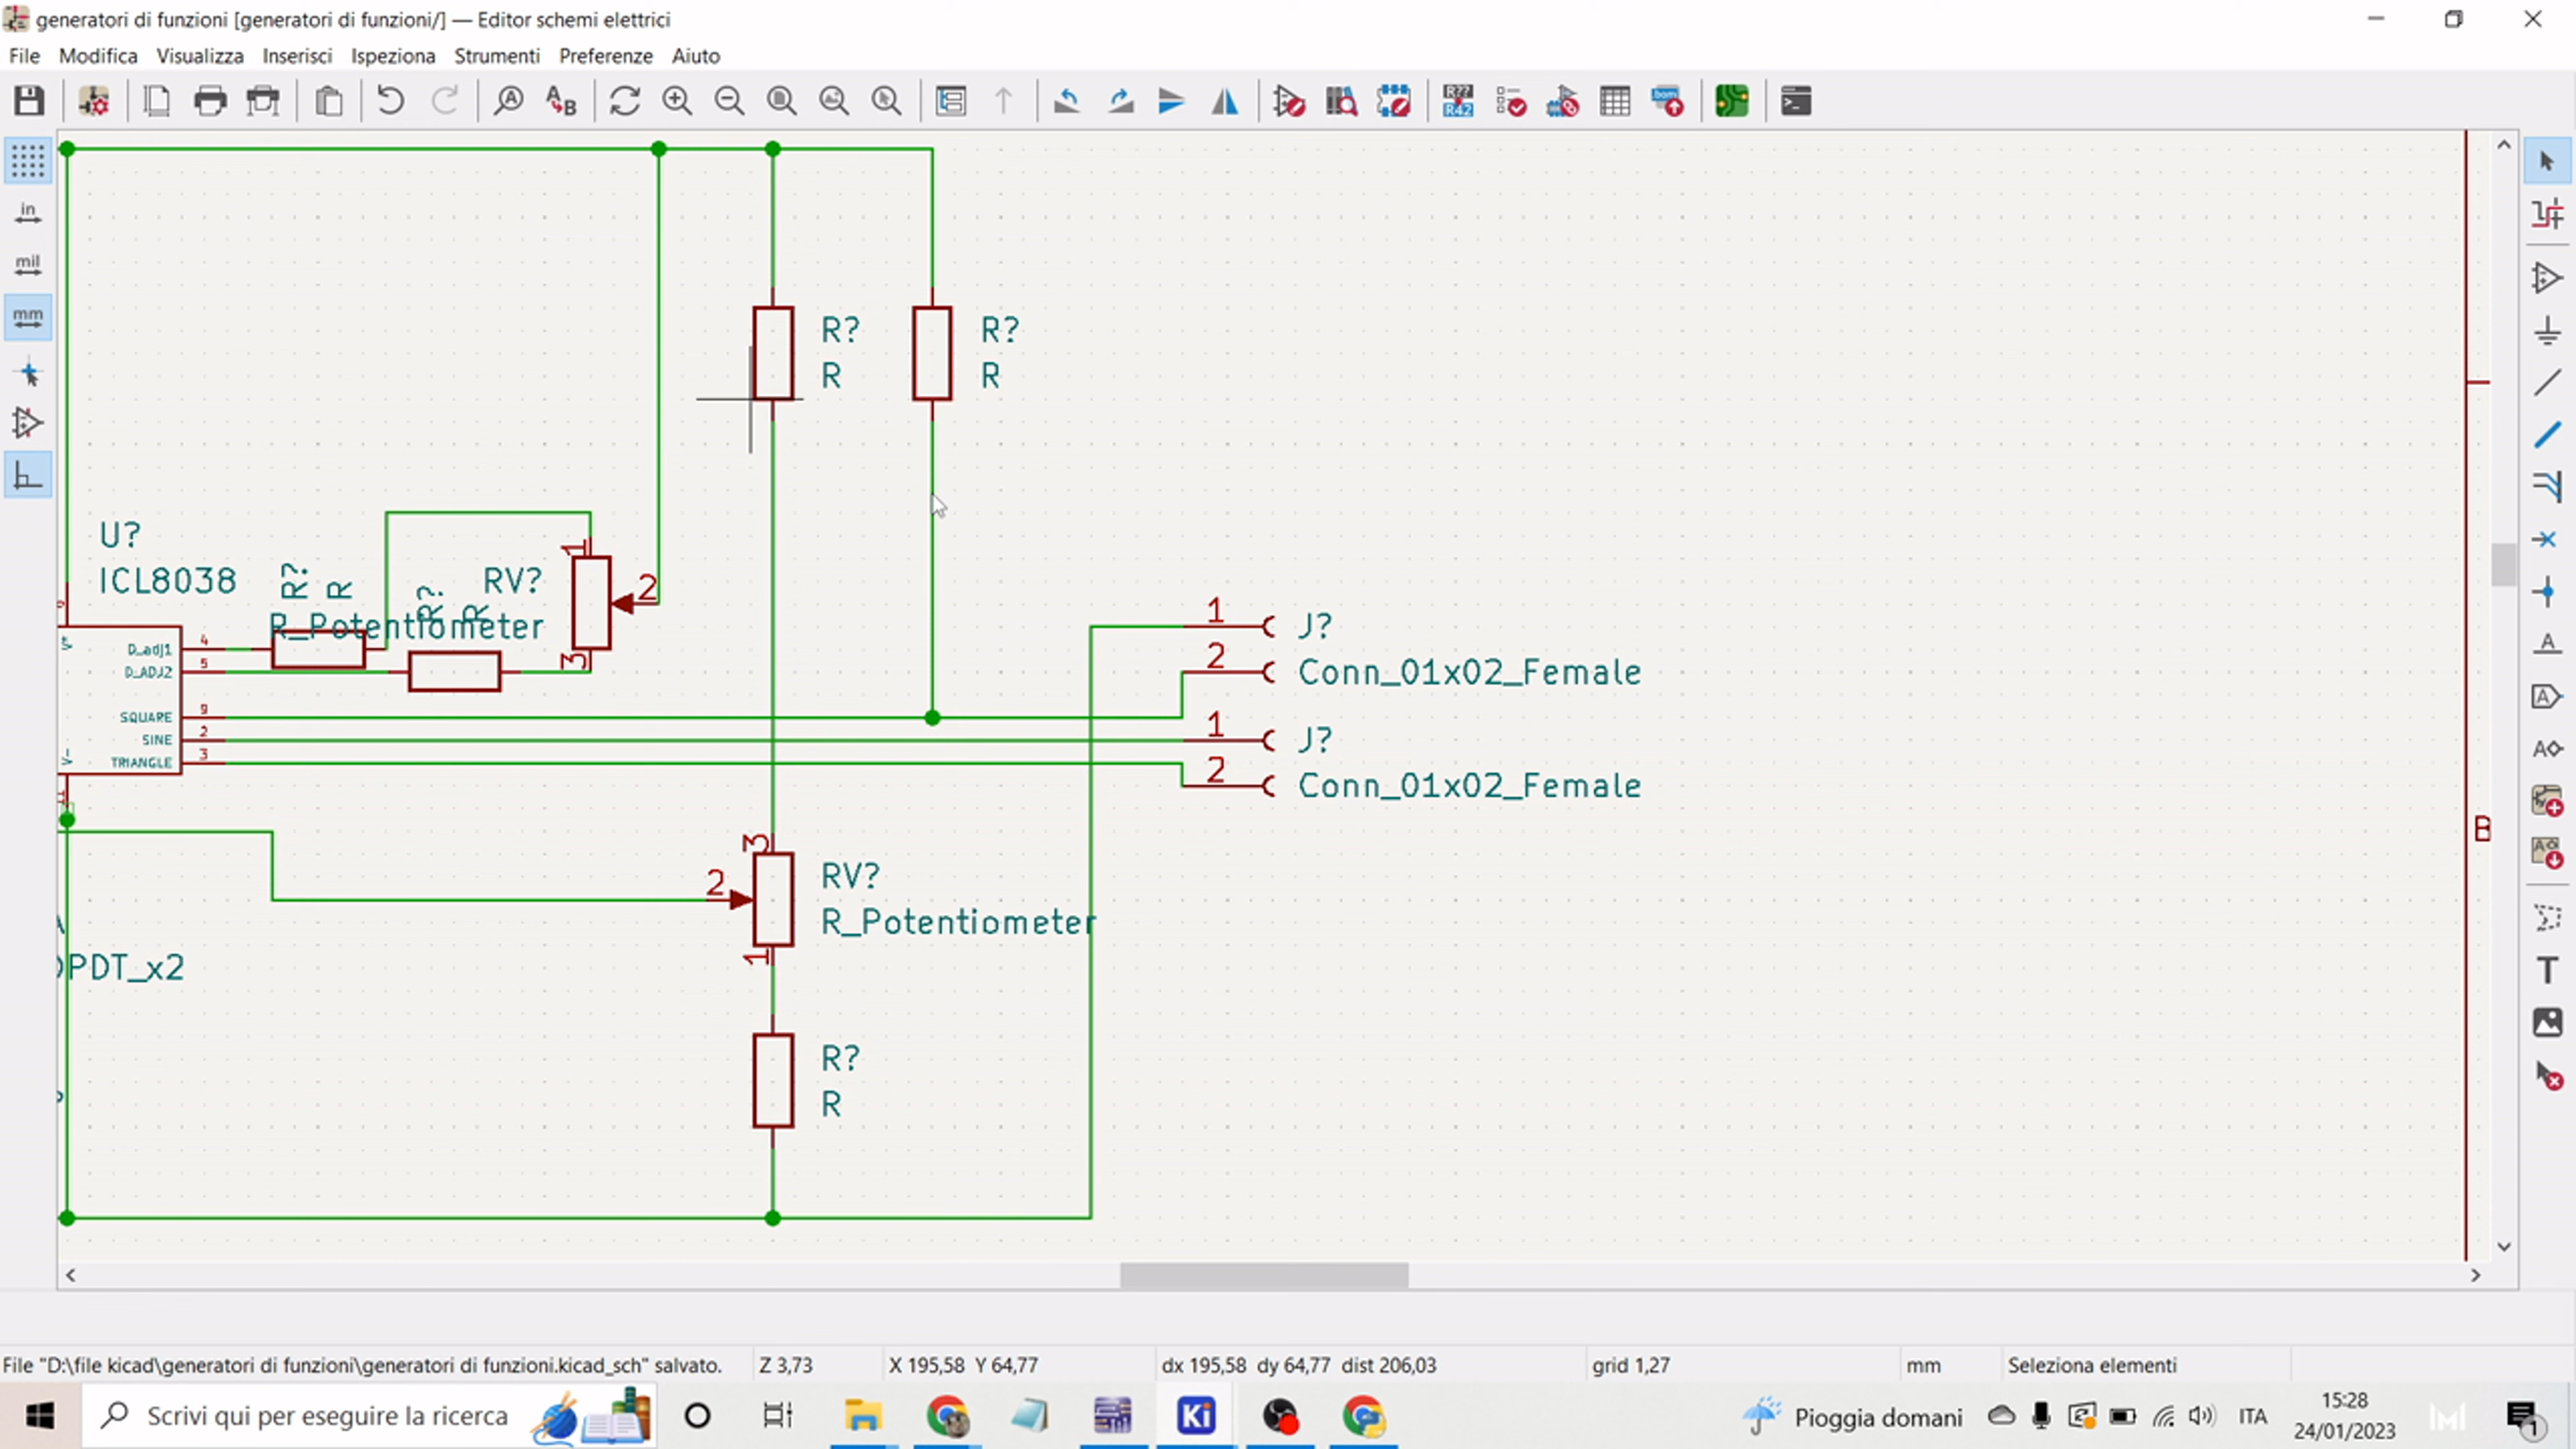 generatori di funzioni [generatori di funzioni/] — Editor schemi elettrici
File Modifica Visualizza Inserisci Ispeziona Strumenti Preferenze Aiuto
in
mil
mm
R?
R
R?
R
U?
ICL8038
R?
R
R?
R
RV?
R_Potentiometer
1
2
3
D_adj1
4
D_ADJ2
5
SQUARE
9
SINE
2
TRIANGLE
3
V-
11
1
J?
2
Conn_01x02_Female
1
J?
2
Conn_01x02_Female
3
2
RV?
R_Potentiometer
1
DPDT_x2
R?
R
B
File "D:\file kicad\generatori di funzioni\generatori di funzioni.kicad_sch" salvato.
Z 3,73
X 195,58 Y 64,77
dx 195,58 dy 64,77 dist 206,03
grid 1,27
mm
Seleziona elementi
Scrivi qui per eseguire la ricerca
Ki
Pioggia domani
ITA
15:28
24/01/2023
1